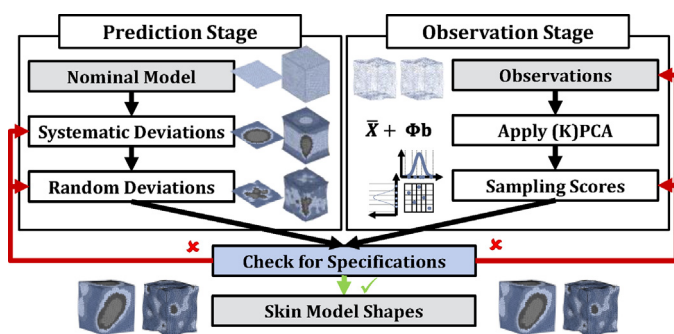 Prediction Stage
Observation Stage
Nominal Model
Observations
Systematic Deviations
X̅ + Φb
Apply (K)PCA
Random Deviations
Sampling Scores
Check for Specifications
Skin Model Shapes